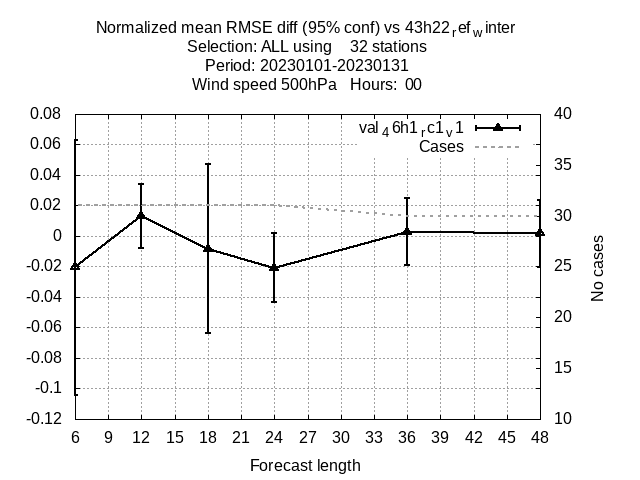 Normalized mean RMSE diff (95% conf) vs 43h22ref_winter
Selection: ALL using 32 stations
Period: 20230101-20230131
Wind speed 500hPa Hours: 00
val46h1rc1v1
Cases
0.08
0.06
0.04
0.02
0
-0.02
-0.04
-0.06
-0.08
-0.1
-0.12
40
35
30
25
20
15
10
No cases
6 9 12 15 18 21 24 27 30 33 36 39 42 45 48
Forecast length